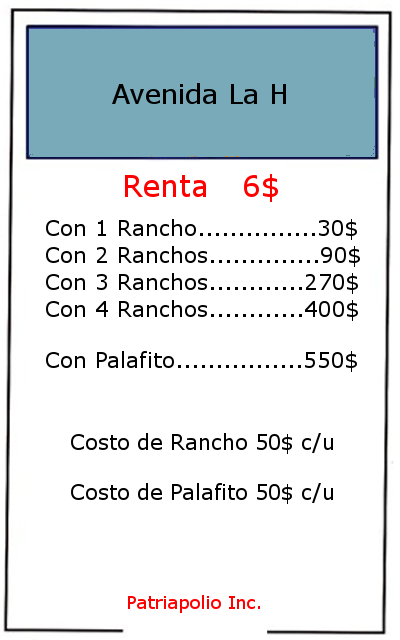 Avenida La H
Renta 6$
Con 1 Rancho...............30$
Con 2 Ranchos..............90$
Con 3 Ranchos............270$
Con 4 Ranchos............400$
Con Palafito................550$
Costo de Rancho 50$ c/u
Costo de Palafito 50$ c/u
Patriapolio Inc.